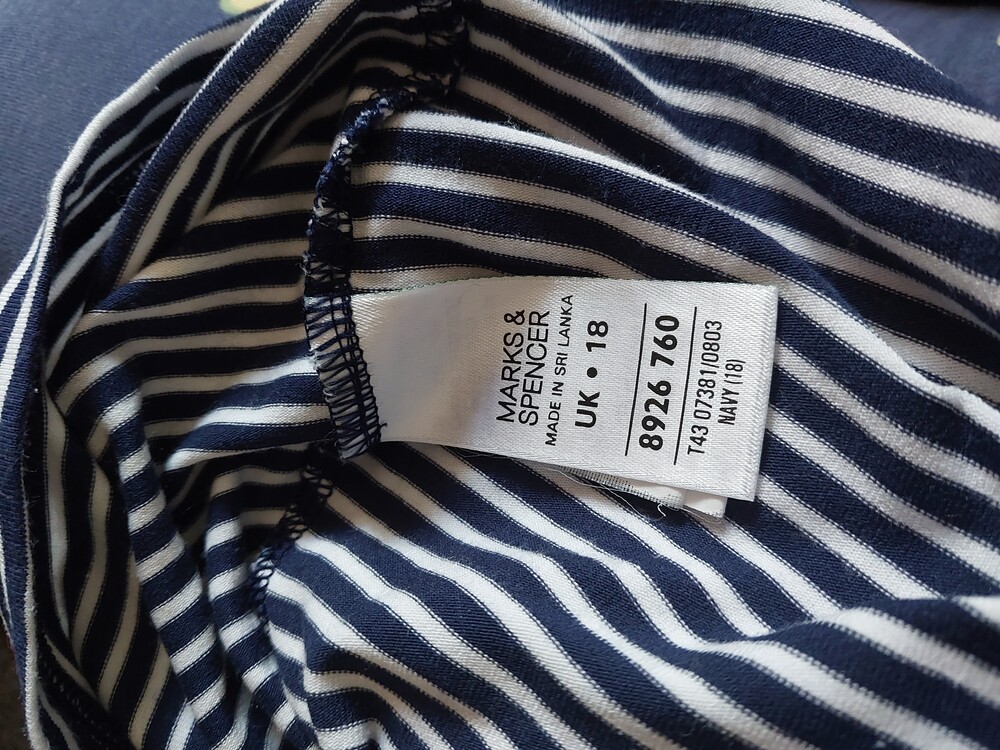 MARKS &
SPENCER
MADE IN SRI LANKA
UK • 18
8926 760
T43 07381/0803
NAVY (18)